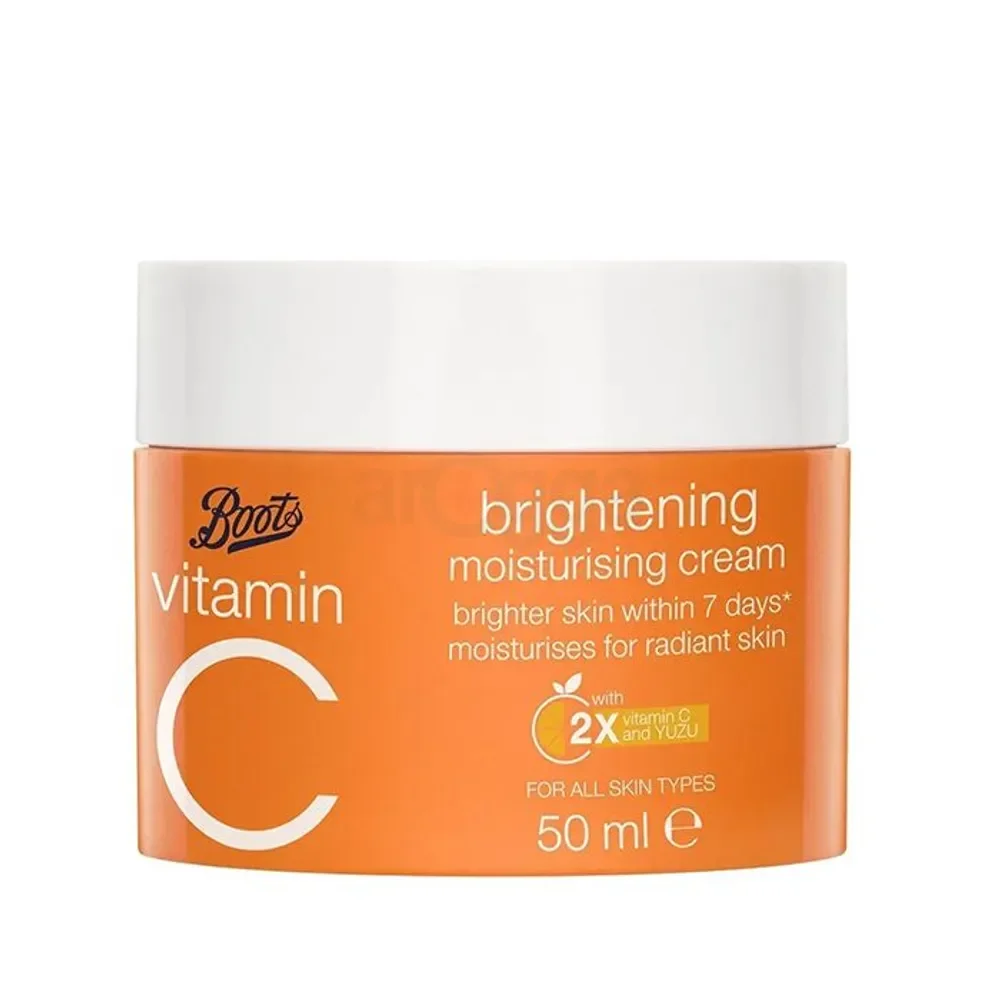 Boots
vitamin
C
brightening
moisturising cream
brighter skin within 7 days*
moisturises for radiant skin
with
2X vitamin C
and YUZU
FOR ALL SKIN TYPES
50 ml ℮